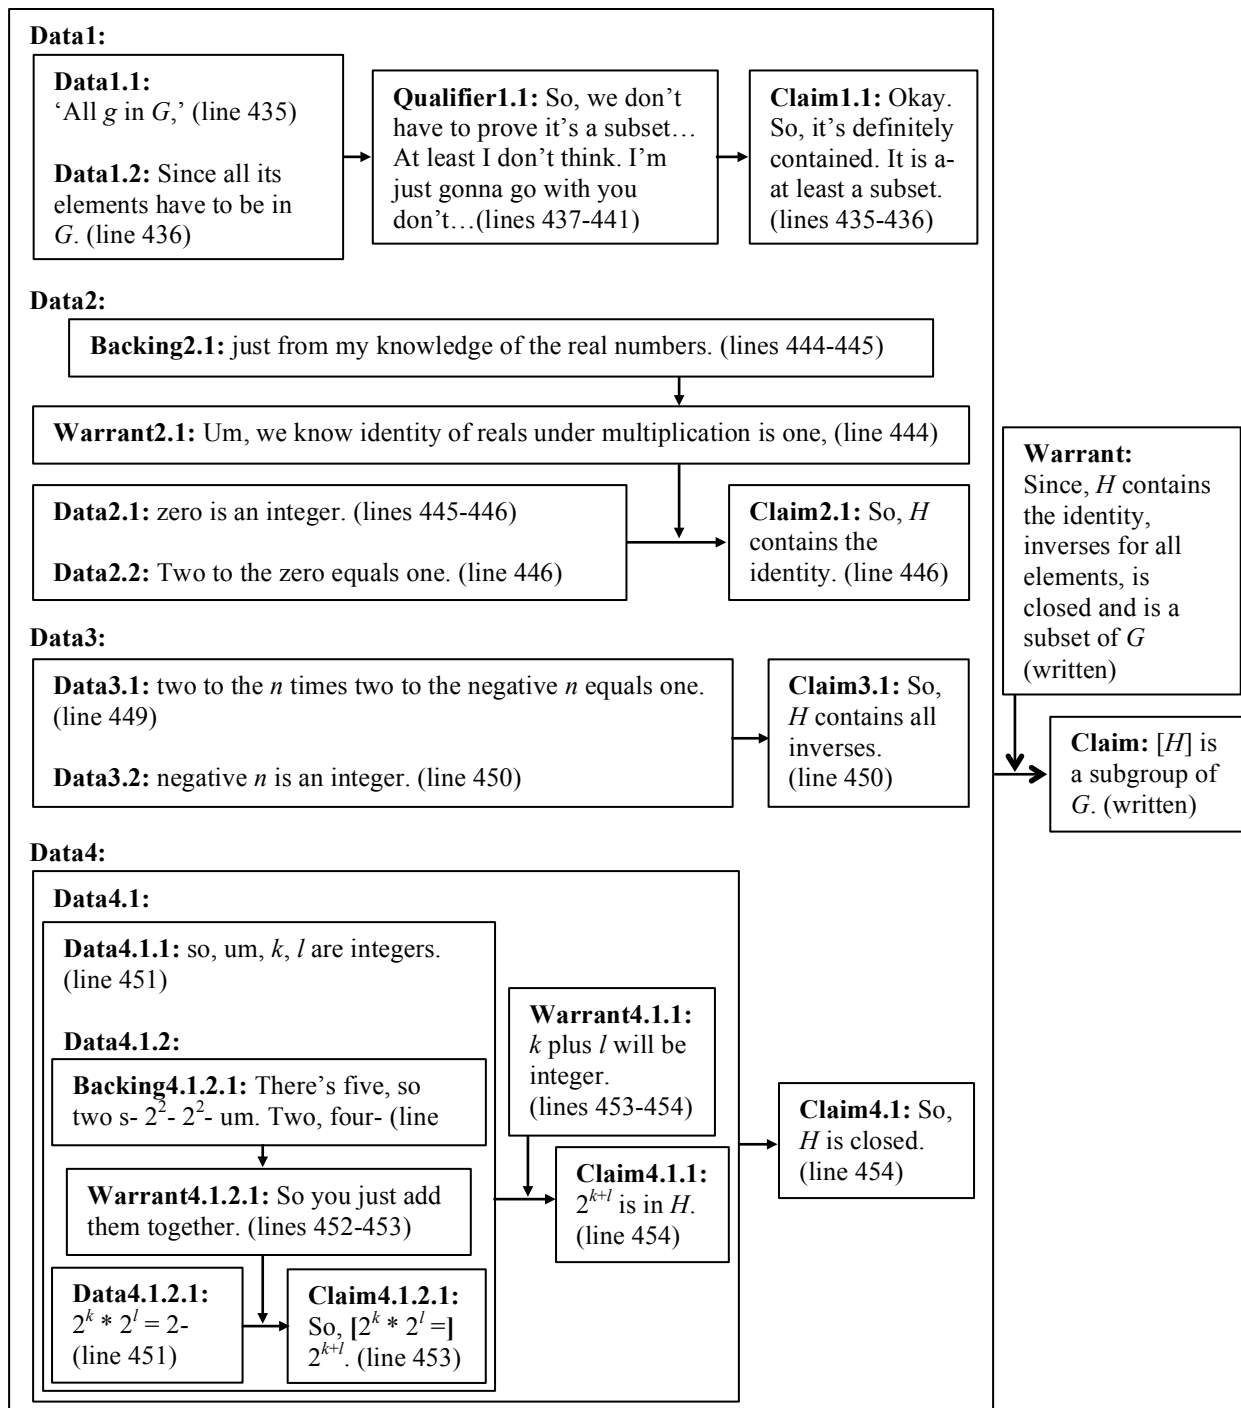 Data1:
Data1.1:
‘All g in G,’ (line 435)
Data1.2: Since all its
elements have to be in
G. (line 436)
Qualifier1.1: So, we don’t
have to prove it’s a subset…
At least I don’t think. I’m
just gonna go with you
don’t…(lines 437-441)
Claim1.1: Okay.
So, it’s definitely
contained. It is a-
at least a subset.
(lines 435-436)
Data2:
Backing2.1: just from my knowledge of the real numbers. (lines 444-445)
Warrant2.1: Um, we know identity of reals under multiplication is one, (line 444)
Data2.1: zero is an integer. (lines 445-446)
Data2.2: Two to the zero equals one. (line 446)
Claim2.1: So, H
contains the
identity. (line 446)
Data3:
Data3.1: two to the n times two to the negative n equals one.
(line 449)
Data3.2: negative n is an integer. (line 450)
Claim3.1: So,
H contains all
inverses.
(line 450)
Data4:
Data4.1:
Data4.1.1: so, um, k, l are integers.
(line 451)
Data4.1.2:
Backing4.1.2.1: There’s five, so
two s- 2²- 2²- um. Two, four- (line
Warrant4.1.2.1: So you just add
them together. (lines 452-453)
Data4.1.2.1:
2ᵏ * 2ˡ = 2-
(line 451)
Claim4.1.2.1:
So, [2ᵏ * 2ˡ =]
2ᵏ⁺ˡ. (line 453)
Warrant4.1.1:
k plus l will be
integer.
(lines 453-454)
Claim4.1.1:
2ᵏ⁺ˡ is in H.
(line 454)
Claim4.1: So,
H is closed.
(line 454)
Warrant:
Since, H contains
the identity,
inverses for all
elements, is
closed and is a
subset of G
(written)
Claim: [H] is
a subgroup of
G. (written)